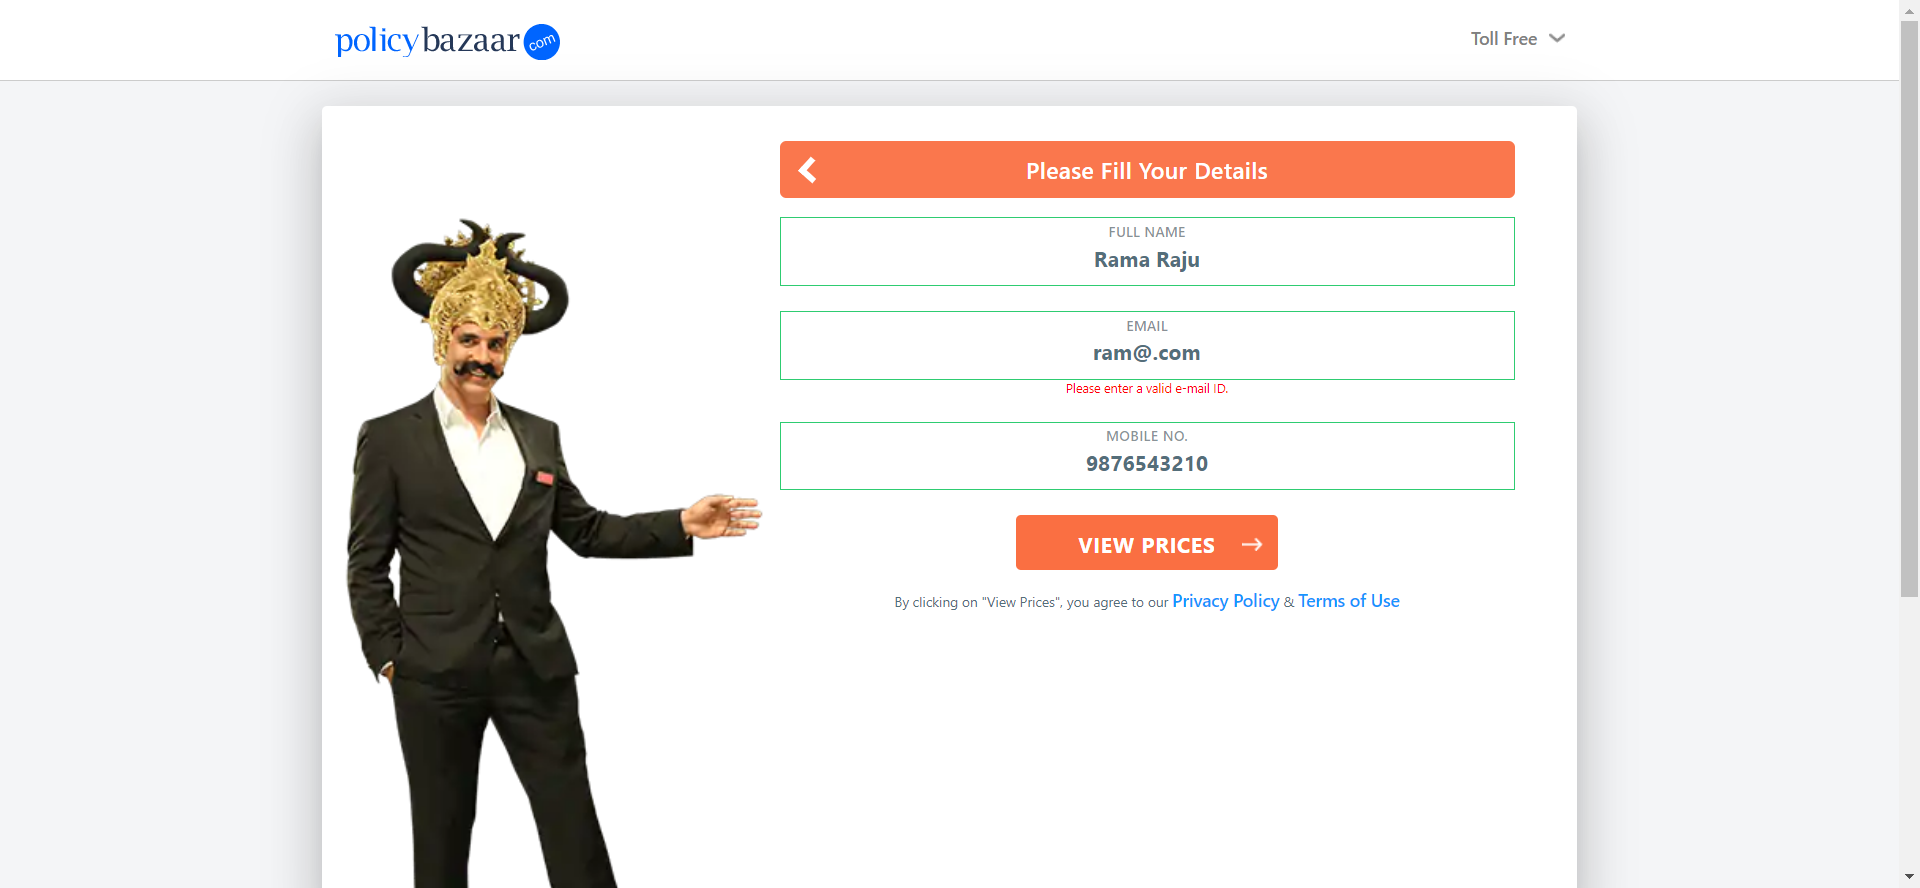 policybazaar com
Toll Free
Please Fill Your Details
FULL NAME
Rama Raju
EMAIL
ram@.com
Please enter a valid e-mail ID.
MOBILE NO.
9876543210
VIEW PRICES
By clicking on "View Prices", you agree to our Privacy Policy & Terms of Use